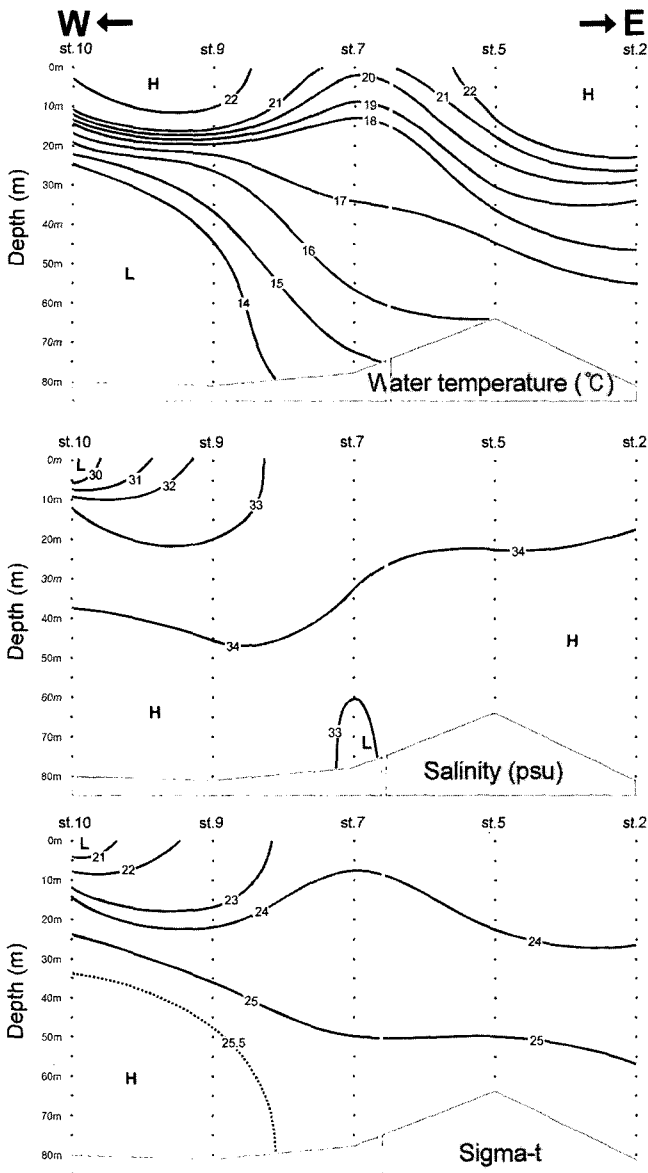 W ← → E
st.10 st.9 st.7 st.5 st.2
0m
H 22 21 20 21 22 H
10m
19
18
20m
30m
17
40m
16
50m
L
15
60m
14
70m
80m
Depth (m)
Water temperature (℃)
st.10 st.9 st.7 st.5 st.2
0m
L 30 31 32
10m
33
20m
34
30m
40m
34
50m
H
60m
H
70m
33 L
80m
Depth (m)
Salinity (psu)
st.10 st.9 st.7 st.5 st.2
0m
L 21
22
10m
23
24
20m
24
30m
40m
25
50m
25.5 25
60m
H
70m
80m
Depth (m)
Sigma-t